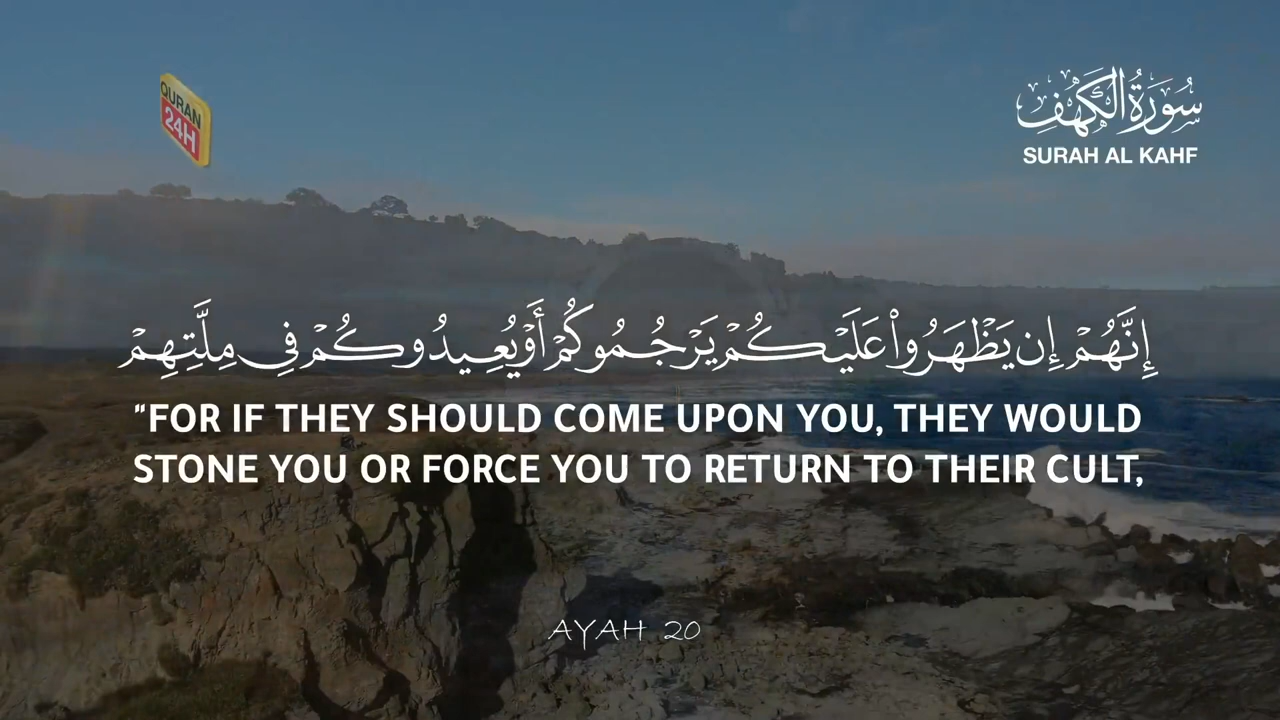 QURAN
24H
سُورَةُ الكَهْفِ
SURAH AL KAHF
إِنَّهُمْ إِن يَظْهَرُوا۟ عَلَيْكُمْ يَرْجُمُوكُمْ أَوْ يُعِيدُوكُمْ فِى مِلَّتِهِمْ
"FOR IF THEY SHOULD COME UPON YOU, THEY WOULD
STONE YOU OR FORCE YOU TO RETURN TO THEIR CULT,
AYAH 20